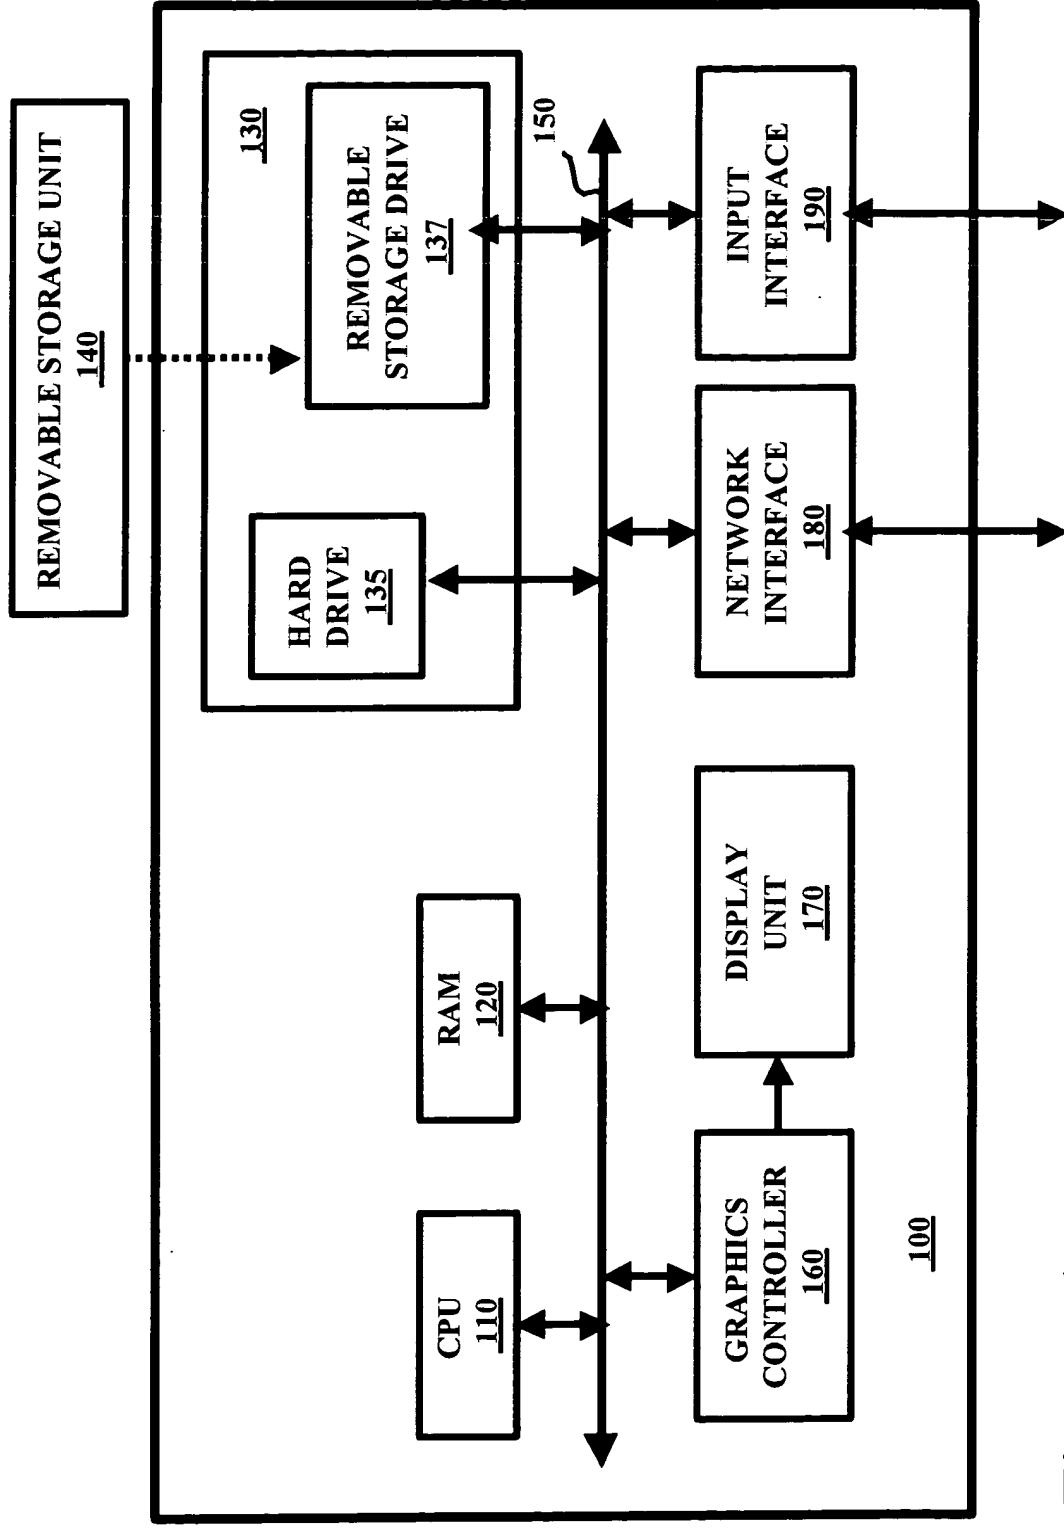 REMOVABLE STORAGE UNIT
140
130
REMOVABLE
STORAGE DRIVE
137
HARD
DRIVE
135
150
CPU
110
RAM
120
GRAPHICS
CONTROLLER
160
DISPLAY
UNIT
170
NETWORK
INTERFACE
180
INPUT
INTERFACE
190
100